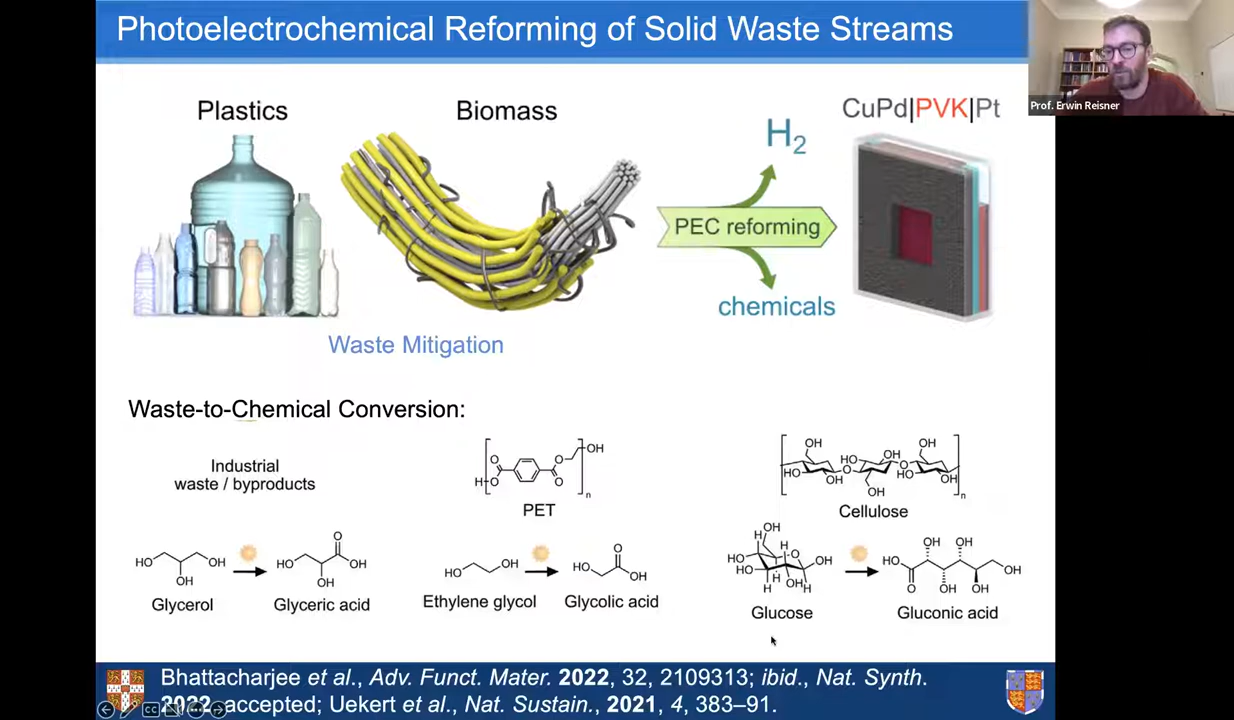 Photoelectrochemical Reforming of Solid Waste Streams
Prof. Erwin Reisner
Plastics
Biomass
CuPd|PVK|Pt
H2
PEC reforming
chemicals
Waste Mitigation
Waste-to-Chemical Conversion:
Industrial
waste / byproducts
PET
Cellulose
Glycerol
Glyceric acid
Ethylene glycol
Glycolic acid
Glucose
Gluconic acid
Bhattacharjee et al., Adv. Funct. Mater. 2022, 32, 2109313; ibid., Nat. Synth.
2022, accepted; Uekert et al., Nat. Sustain., 2021, 4, 383–91.